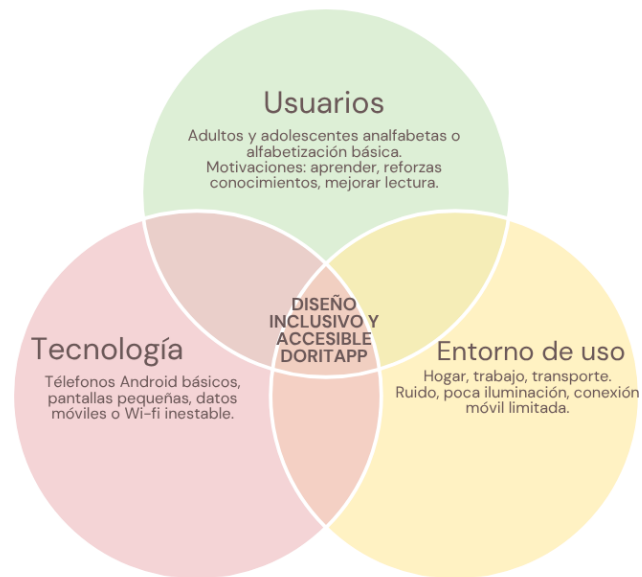 Usuarios
Adultos y adolescentes analfabetas o
alfabetización básica.
Motivaciones: aprender, reforzas
conocimientos, mejorar lectura.
DISEÑO
INCLUSIVO Y
ACCESIBLE
DORITAPP
Tecnología
Télefonos Android básicos,
pantallas pequeñas, datos
móviles o Wi-fi inestable.
Entorno de uso
Hogar, trabajo, transporte.
Ruido, poca iluminación, conexión
móvil limitada.